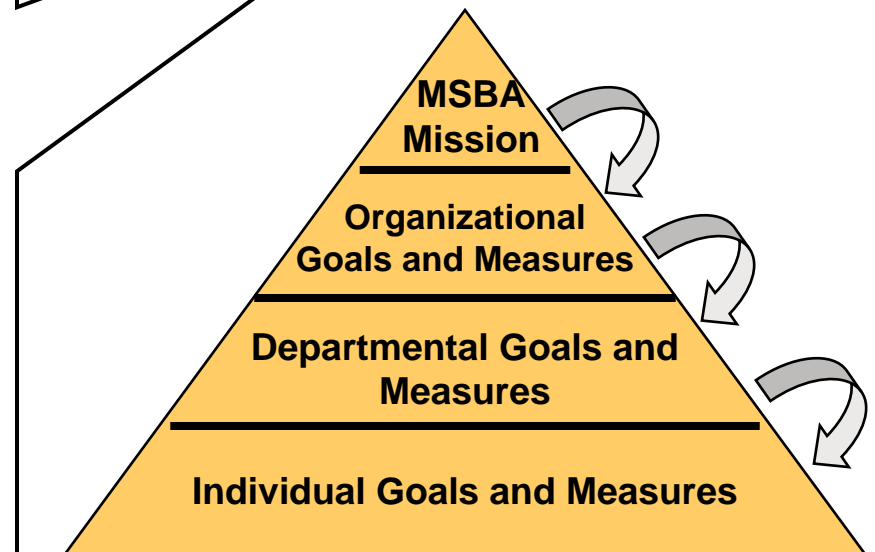 MSBA
Mission
Organizational
Goals and Measures
Departmental Goals and
Measures
Individual Goals and Measures